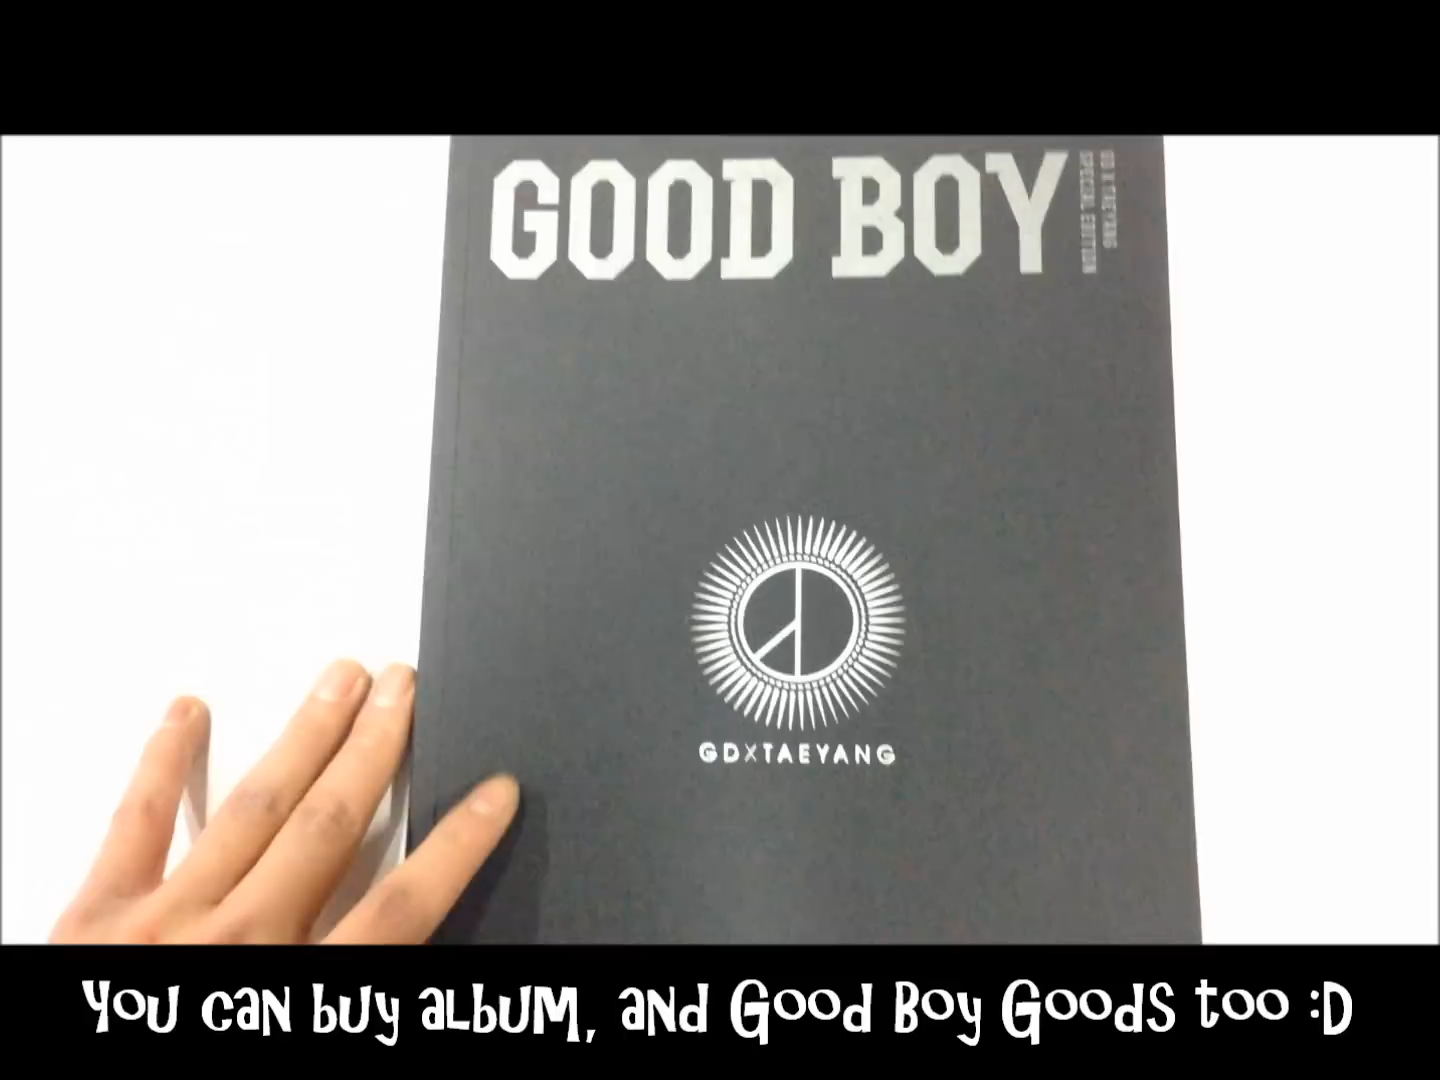 GOOD BOY
GD X TAEYANG
SPECIAL EDITION
GDXTAEYANG
You can buy album, and Good Boy Goods too :D